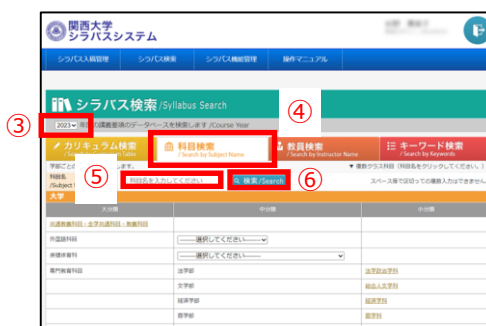 関西大学
シラバスシステム
シラバス入稿管理 シラバス検索 シラバス機能管理 操作マニュアル
シラバス検索 /Syllabus Search
④
③
2023 年度の講義要項のデータベースを検索します /Course Year
カリキュラム検索 科目検索 教員検索 キーワード検索
/ Search by Subject Name / Search by Instructor Name / Search by Keywords
学部ごとの
▼ 複数クラス科目 (科目名をクリックしてください。)
⑤
科目名
/Subject
科目名を入力してください 検索/Search
⑥
スペース等で区切っての複数入力はできません
大学
大分類 中分類 小分類
共通教養科目・全学共通科目・教職科目
外国語科目 --------選択してください--------
保健体育科 --------選択してください--------
専門教育科目 法学部 法学政治学科
文学部 総合人文学科
経済学部 経済学科
商学部 商学科